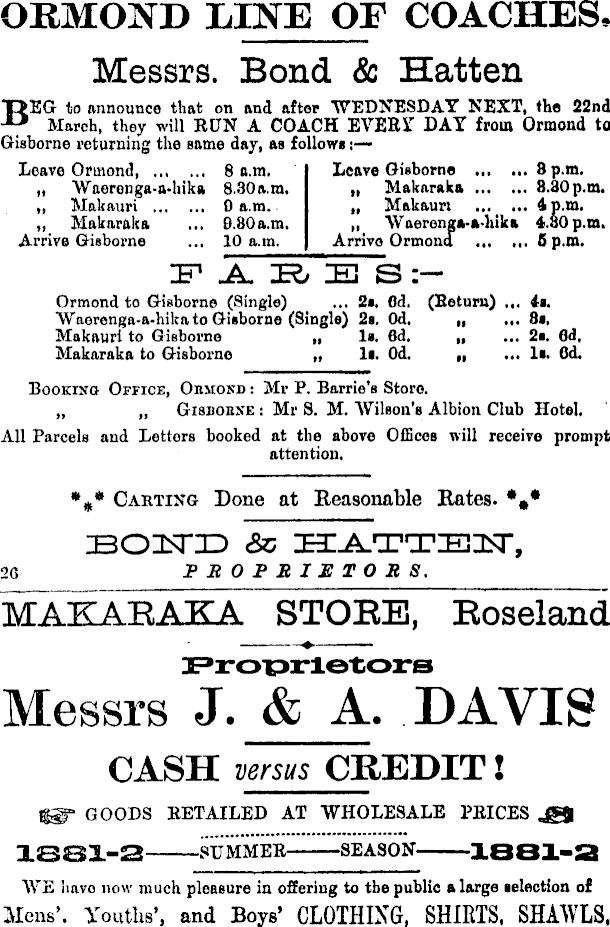 ORMOND LINE OF COACHES.
Messrs. Bond & Hatten
BEG to announce that on and after WEDNESDAY NEXT, the 22nd
March, they will RUN A COACH EVERY DAY from Ormond to
Gisborne returning the same day, as follows:—
Leave Ormond, ... ... 8 a.m.
„ Waerenga-a-hika 8.30 a.m.
„ Makauri ... ... 9 a.m.
„ Makaraka ... 9.30 a.m.
Arrive Gisborne ... 10 a.m.
Leave Gisborne ... ... 3 p.m.
„ Makaraka ... ... 3.30 p.m.
„ Makauri ... ... 4 p.m.
„ Waerenga-a-hika 4.30 p.m.
Arrive Ormond ... ... 5 p.m.
FARES:—
Ormond to Gisborne (Single) ... 2s. 6d. (Return) ... 4s.
Waerenga-a-hika to Gisborne (Single) 2s. 0d. „ ... 3s.
Makauri to Gisborne „ 1s. 6d. „ ... 2s. 6d.
Makaraka to Gisborne „ 1s. 0d. „ ... 1s. 6d.
BOOKING OFFICE, ORMOND: Mr P. Barrie's Store.
„ „ GISBORNE: Mr S. M. Wilson's Albion Club Hotel.
All Parcels and Letters booked at the above Offices will receive prompt
attention.
*** CARTING Done at Reasonable Rates. ***
BOND & HATTEN,
26 PROPRIETORS.
MAKARAKA STORE, Roseland
Proprietors
Messrs J. & A. DAVIS
CASH versus CREDIT!
GOODS RETAILED AT WHOLESALE PRICES
1881-2——SUMMER——SEASON——1881-2
WE have now much pleasure in offering to the public a large selection of
Mens'. Youths', and Boys' CLOTHING, SHIRTS, SHAWLS,